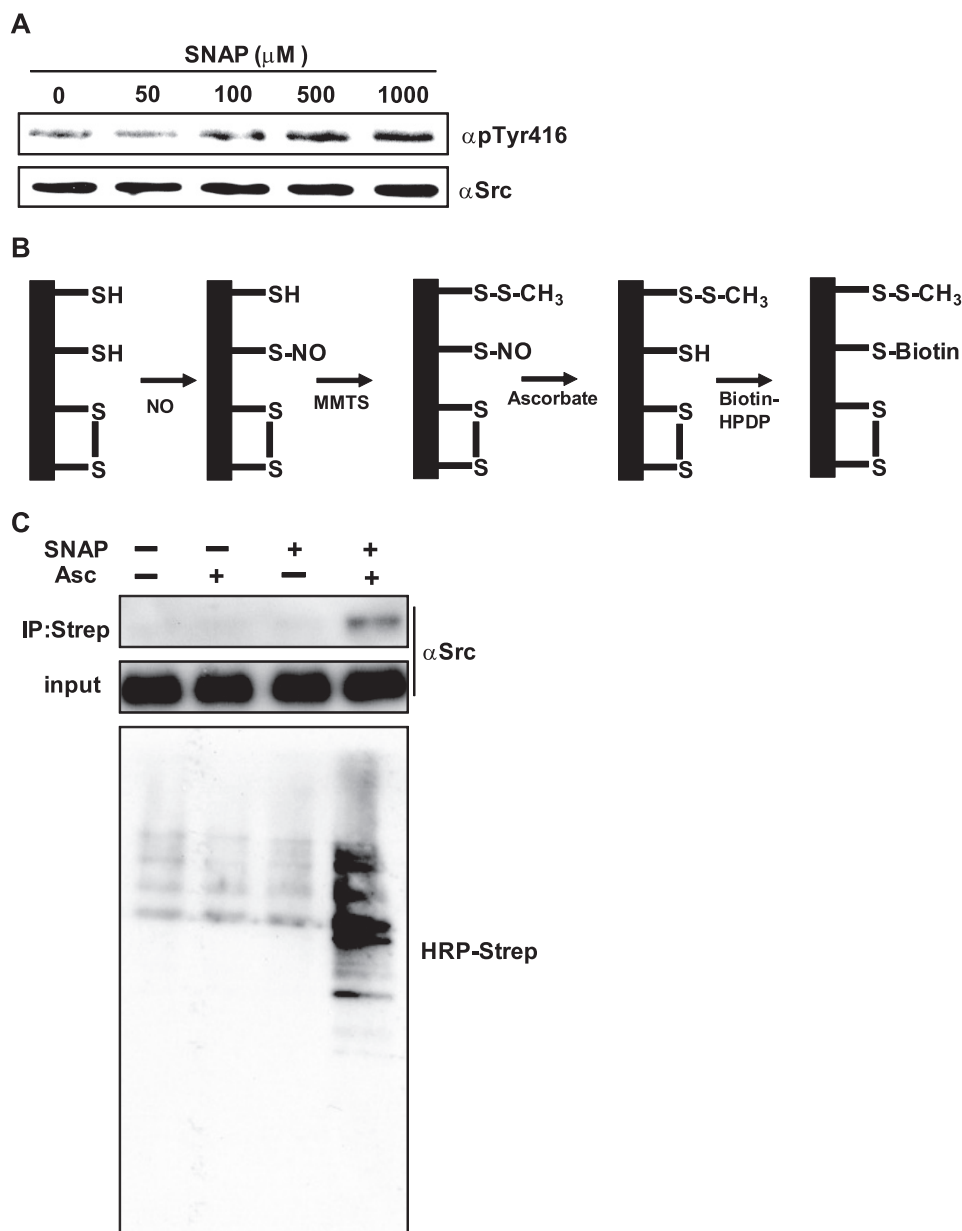 A
SNAP (μM )
0 50 100 500 1000
αpTyr416
αSrc
B
SH SH S-S-CH₃ S-S-CH₃ S-S-CH₃
SH S-NO S-NO SH S-Biotin
NO MMTS Ascorbate Biotin-HPDP
S S S S S
S S S S S
C
SNAP − − + +
Asc − + − +
IP:Strep
αSrc
input
HRP-Strep